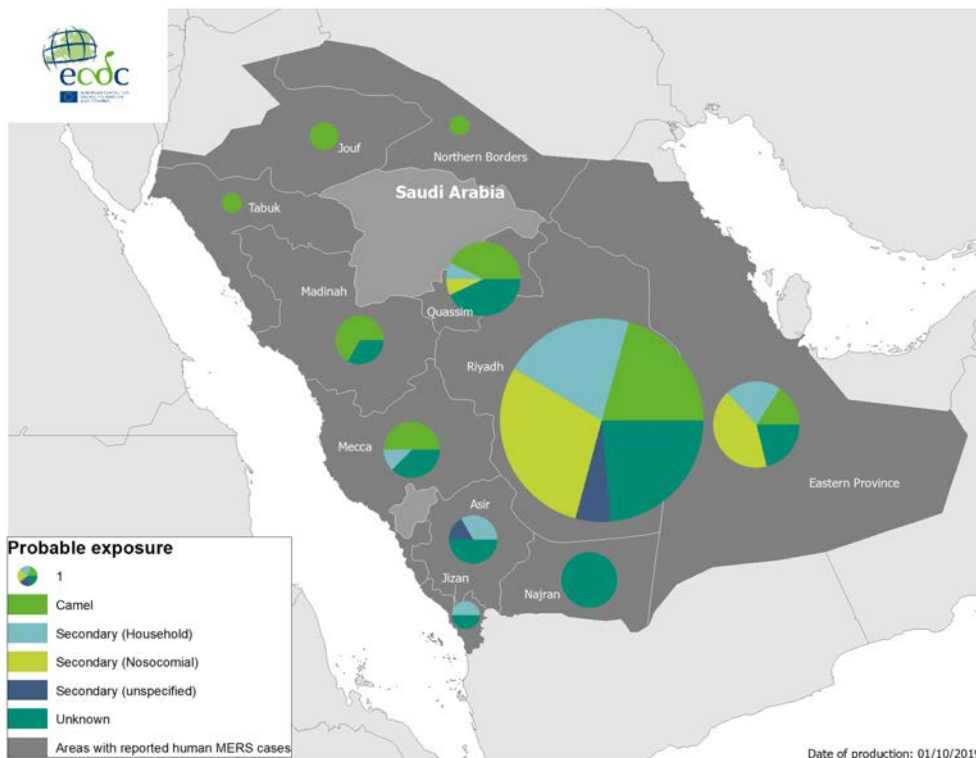 ecdc
Jouf
Northern Borders
Saudi Arabia
Tabuk
Madinah
Quassim
Riyadh
Mecca
Eastern Province
Asir
Jizan
Najran
Probable exposure
1
Camel
Secondary (Household)
Secondary (Nosocomial)
Secondary (unspecified)
Unknown
Areas with reported human MERS cases
Date of production: 01/10/2019